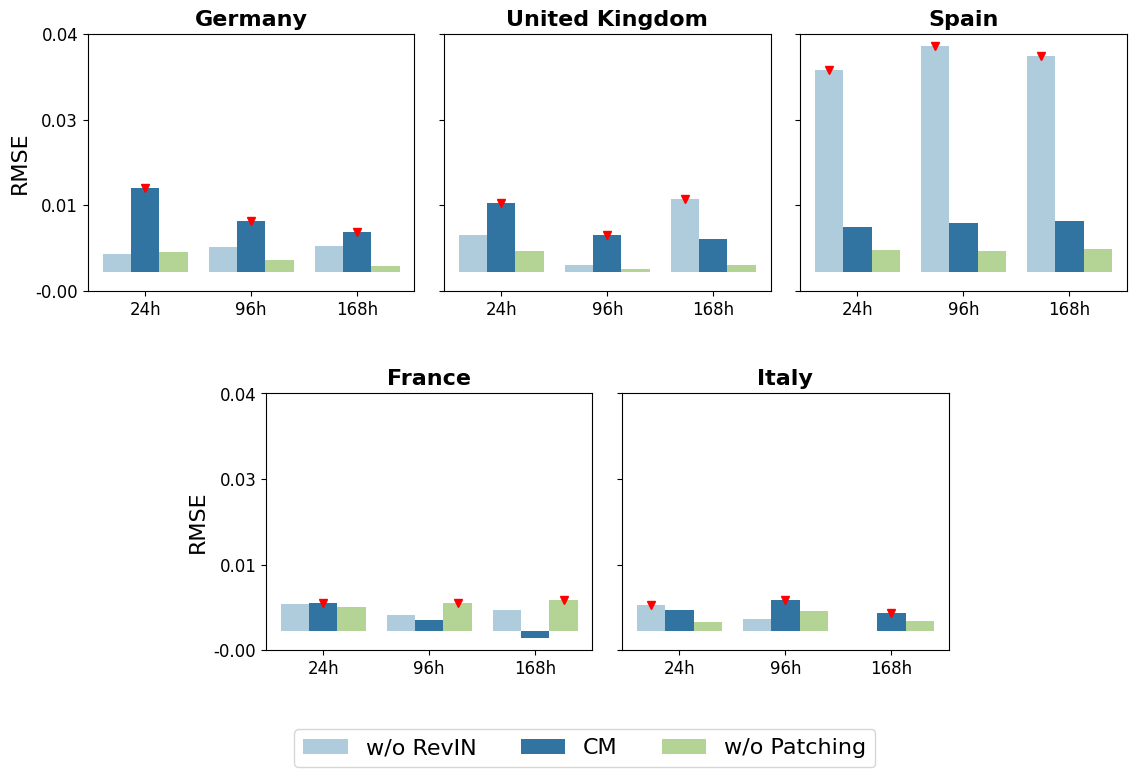 Germany
United Kingdom
Spain
RMSE
0.04
0.03
0.01
-0.00
24h 96h 168h
24h 96h 168h
24h 96h 168h
France
Italy
RMSE
0.04
0.03
0.01
-0.00
24h 96h 168h
24h 96h 168h
w/o RevIN CM w/o Patching